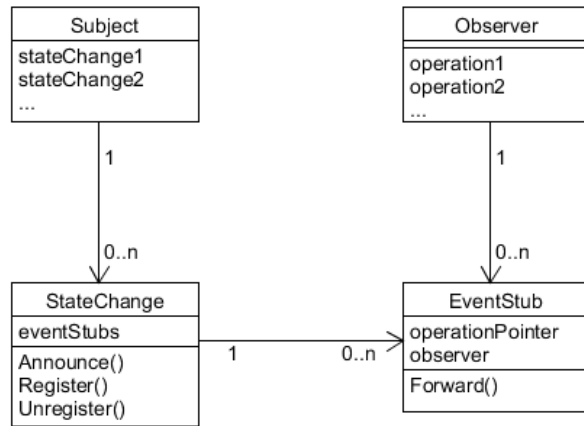 Subject
stateChange1
stateChange2
...
Observer
operation1
operation2
...
1
1
0..n
0..n
StateChange
eventStubs
Announce()
Register()
Unregister()
1
0..n
EventStub
operationPointer
observer
Forward()